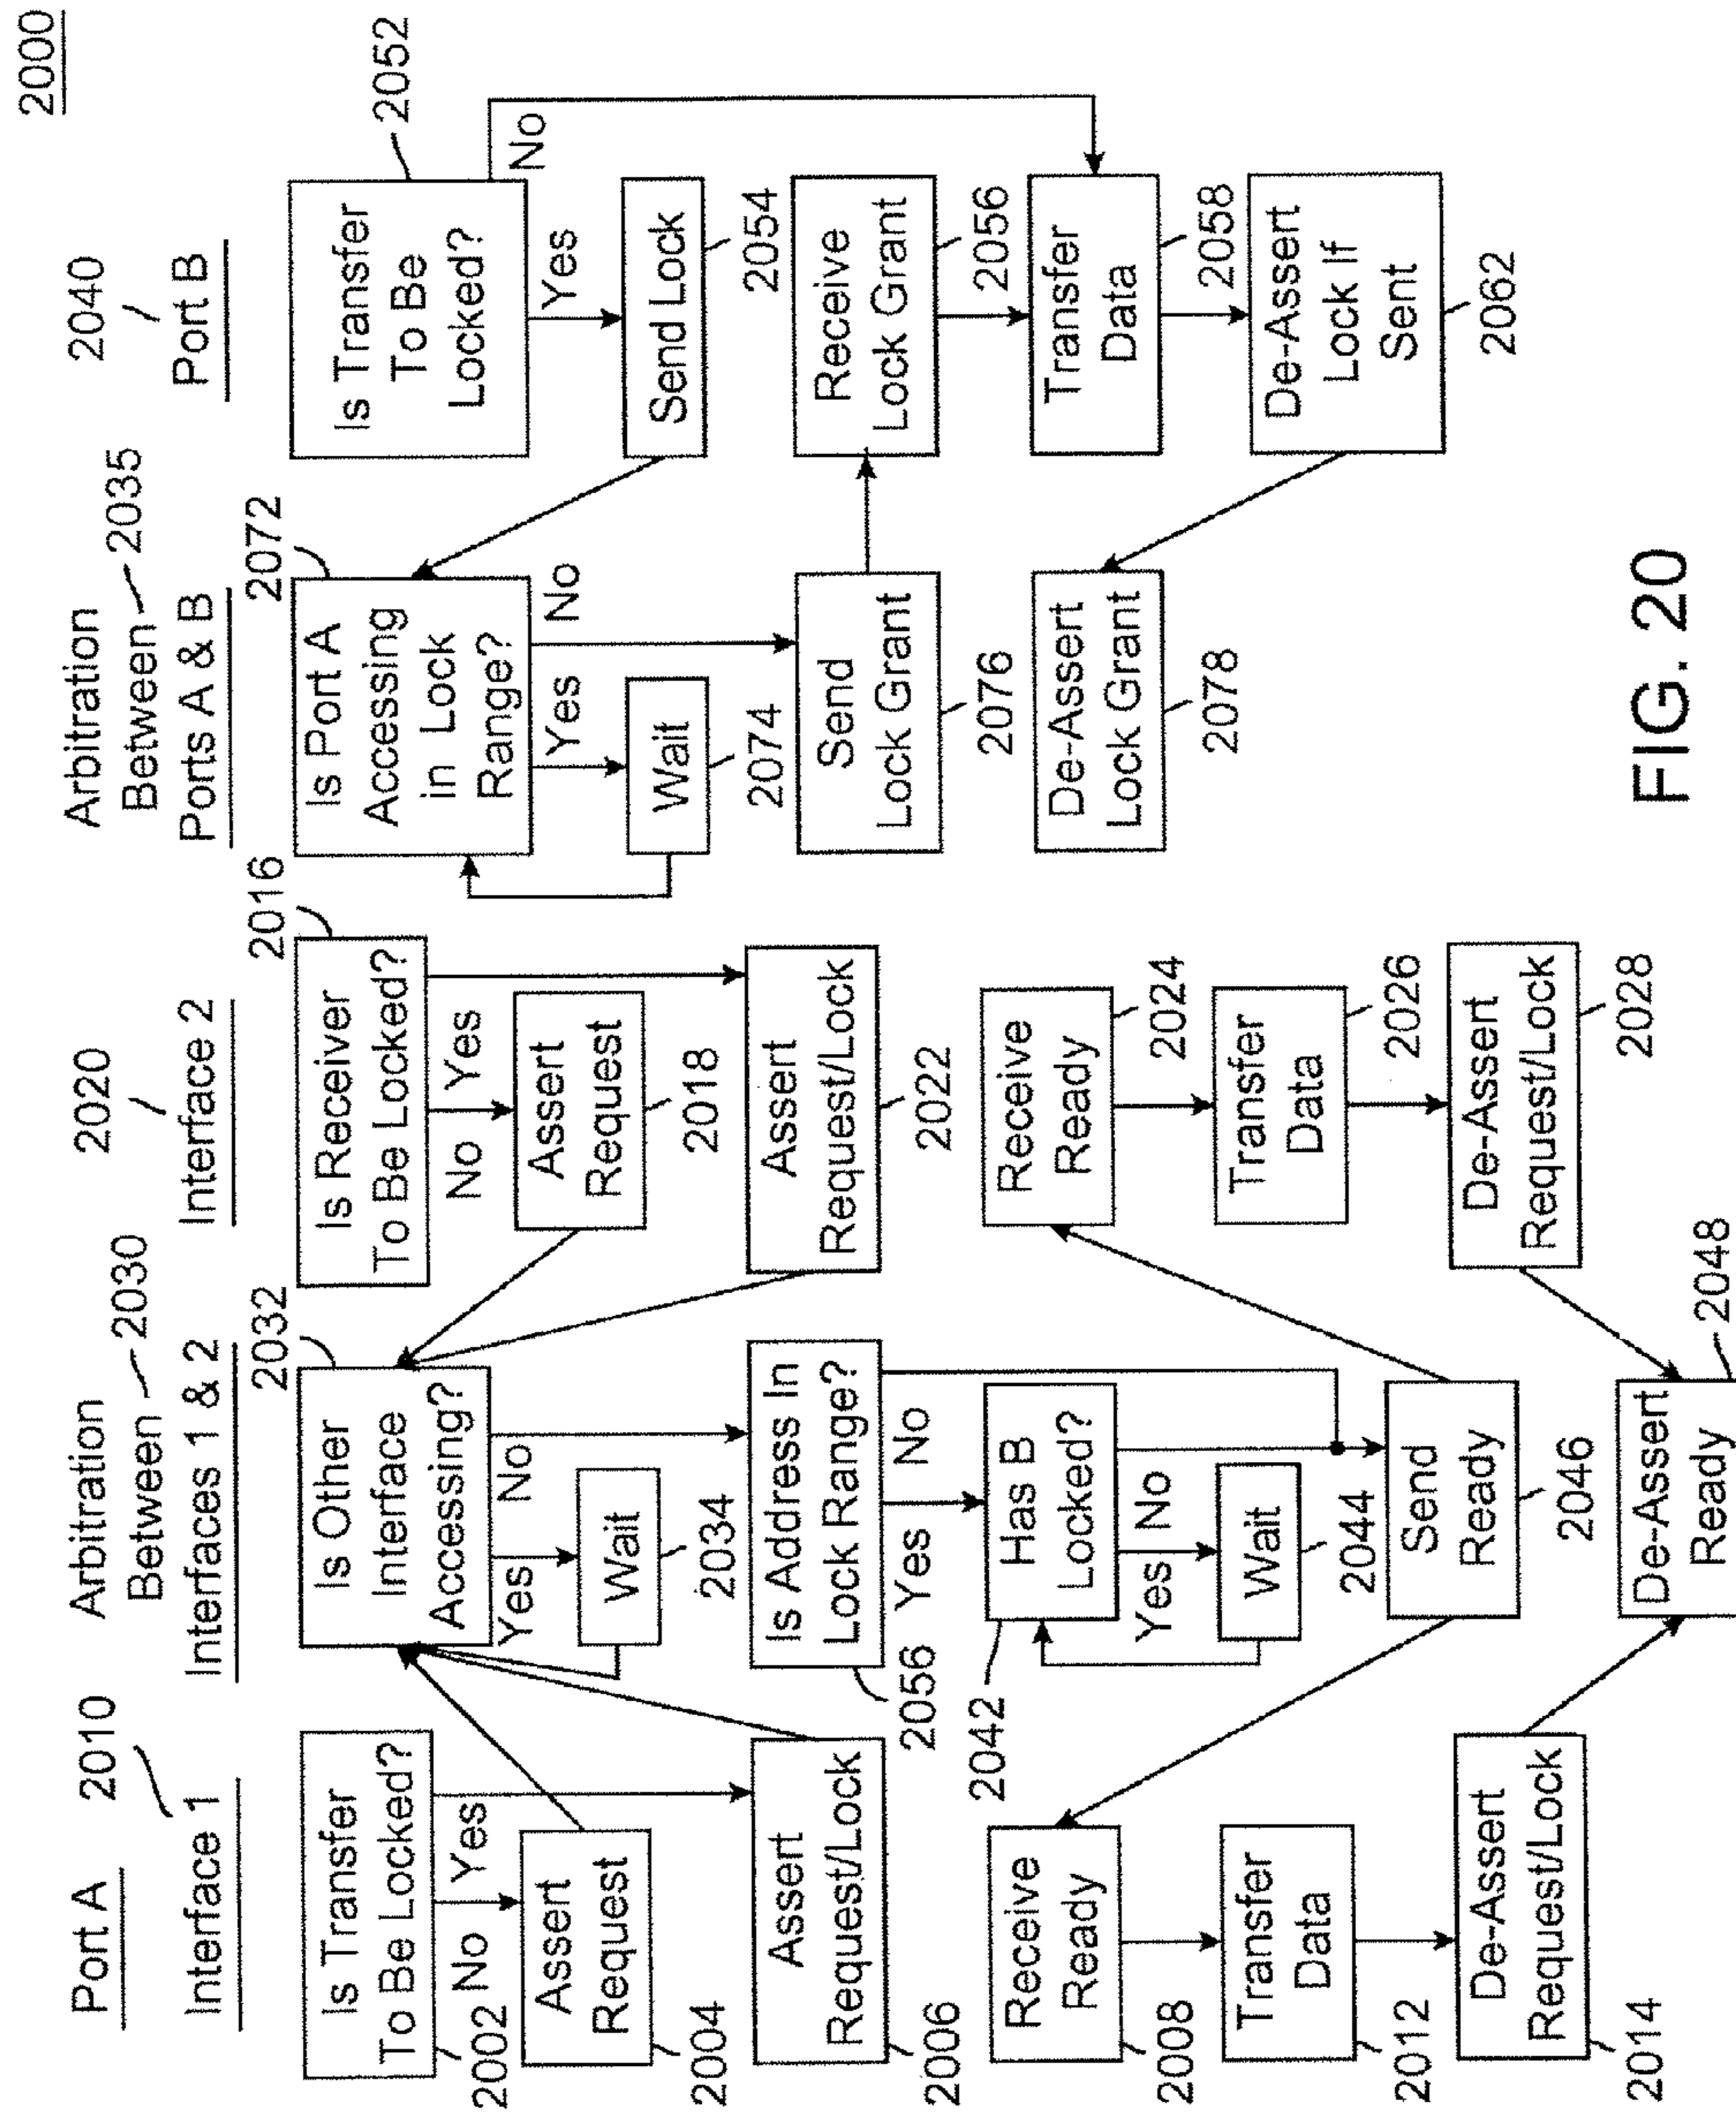 2000
Port A
2010
Interface 1
Is Transfer
To Be Locked?
2002
No
Yes
Assert
Request
2004
Assert
Request/Lock
2006
Receive
Ready
2008
Transfer
Data
2012
De-Assert
Request/Lock
2014
Arbitration
Between
2030
Interfaces 1 & 2
2032
Is Other
Interface
Accessing?
Yes
No
Wait
2034
Is Address In
Lock Range?
2056
Yes
No
Has B
Locked?
2042
Yes
No
Wait
2044
Send
Ready
2046
De-Assert
Ready
2048
2020
Interface 2
2016
Is Receiver
To Be Locked?
No
Yes
Assert
Request
2018
Assert
Request/Lock
2022
Receive
Ready
2024
Transfer
Data
2026
De-Assert
Request/Lock
2028
Arbitration
Between
2035
Ports A & B
2072
Is Port A
Accessing
in Lock
Range?
Yes
No
Wait
2074
Send
Lock Grant
2076
De-Assert
Lock Grant
2078
2040
Port B
Is Transfer
To Be
Locked?
2052
Yes
No
Send Lock
2054
Receive
Lock Grant
2056
Transfer
Data
2058
De-Assert
Lock If
Sent
2062
FIG. 20